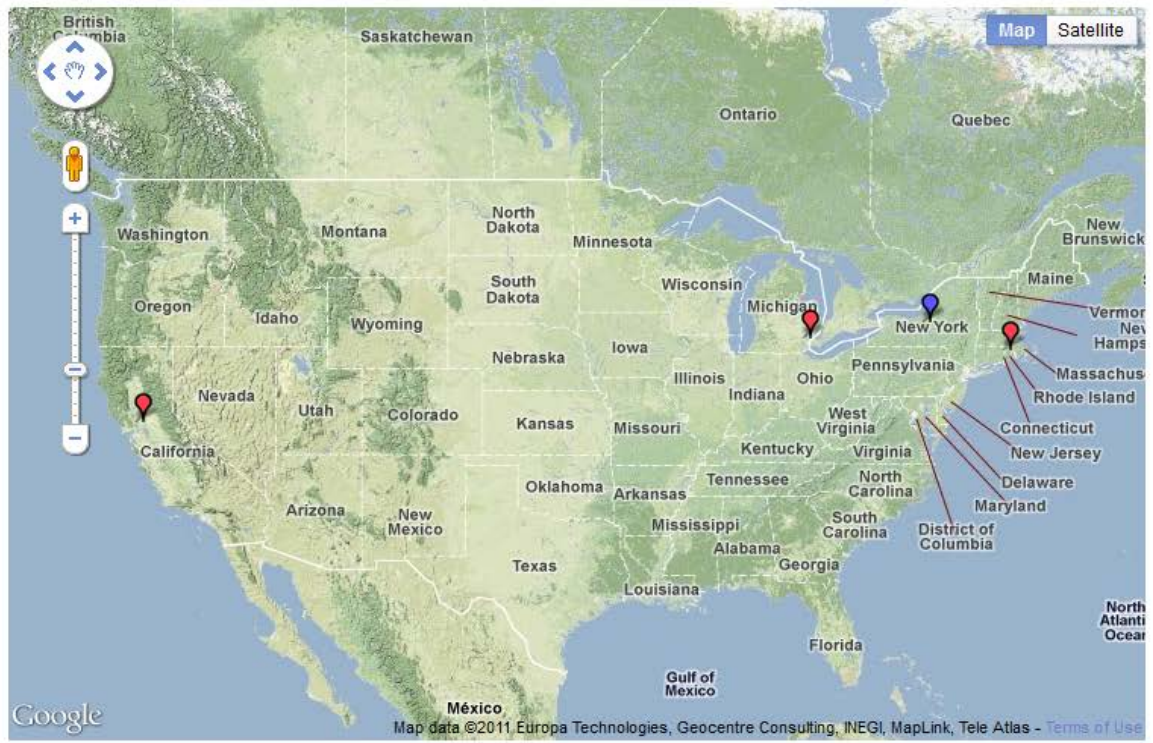 British
Columbia
Saskatchewan
Map
Satellite
Ontario
Quebec
Washington
Montana
North
Dakota
Minnesota
New
Brunswick
Oregon
Idaho
Wyoming
South
Dakota
Wisconsin
Michigan
Maine
Vermon
New York
Nev
Hamps
Nebraska
Iowa
Pennsylvania
Massachus
Nevada
Utah
Colorado
Illinois
Indiana
Ohio
Rhode Island
California
Kansas
Missouri
West
Virginia
Kentucky
Virginia
Connecticut
New Jersey
Arizona
New
Mexico
Oklahoma
Arkansas
Tennessee
North
Carolina
Delaware
Maryland
Mississippi
South
Carolina
District of
Columbia
Texas
Alabama
Georgia
Louisiana
Florida
North
Atlanti
Ocear
Gulf of
Mexico
México
Google
Map data ©2011 Europa Technologies, Geocentre Consulting, INEGI, MapLink, Tele Atlas - Terms of Use